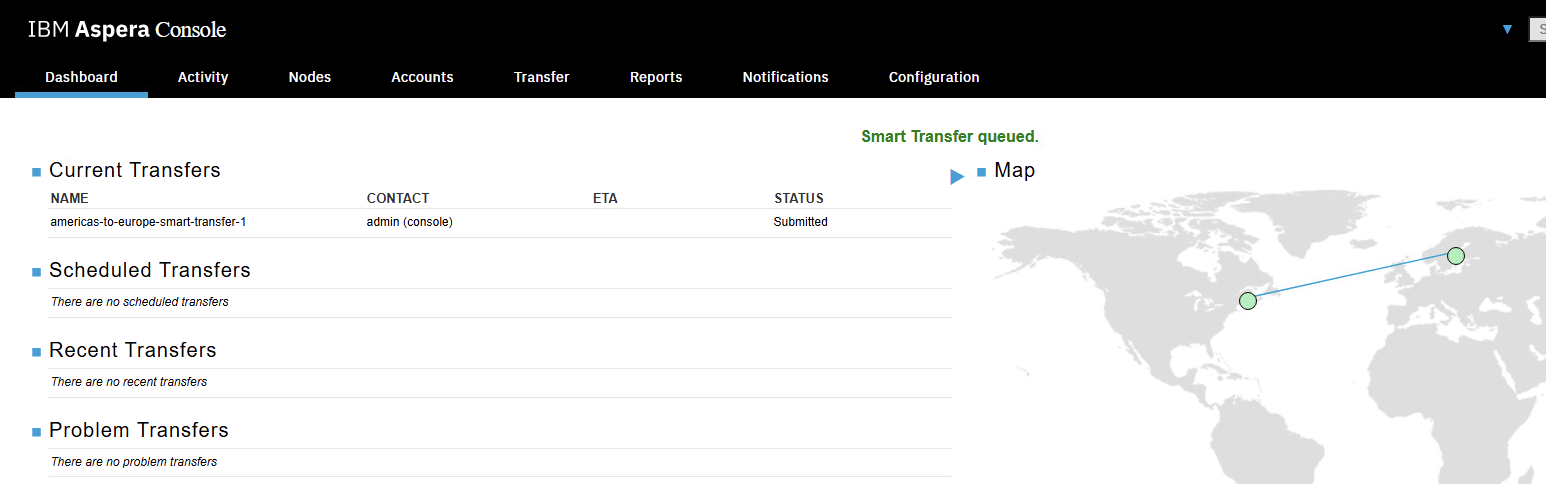 IBM Aspera Console
Dashboard Activity Nodes Accounts Transfer Reports Notifications Configuration
Smart Transfer queued.
Current Transfers
NAME CONTACT ETA STATUS
americas-to-europe-smart-transfer-1 admin (console) Submitted
Scheduled Transfers
There are no scheduled transfers
Recent Transfers
There are no recent transfers
Problem Transfers
There are no problem transfers
Map